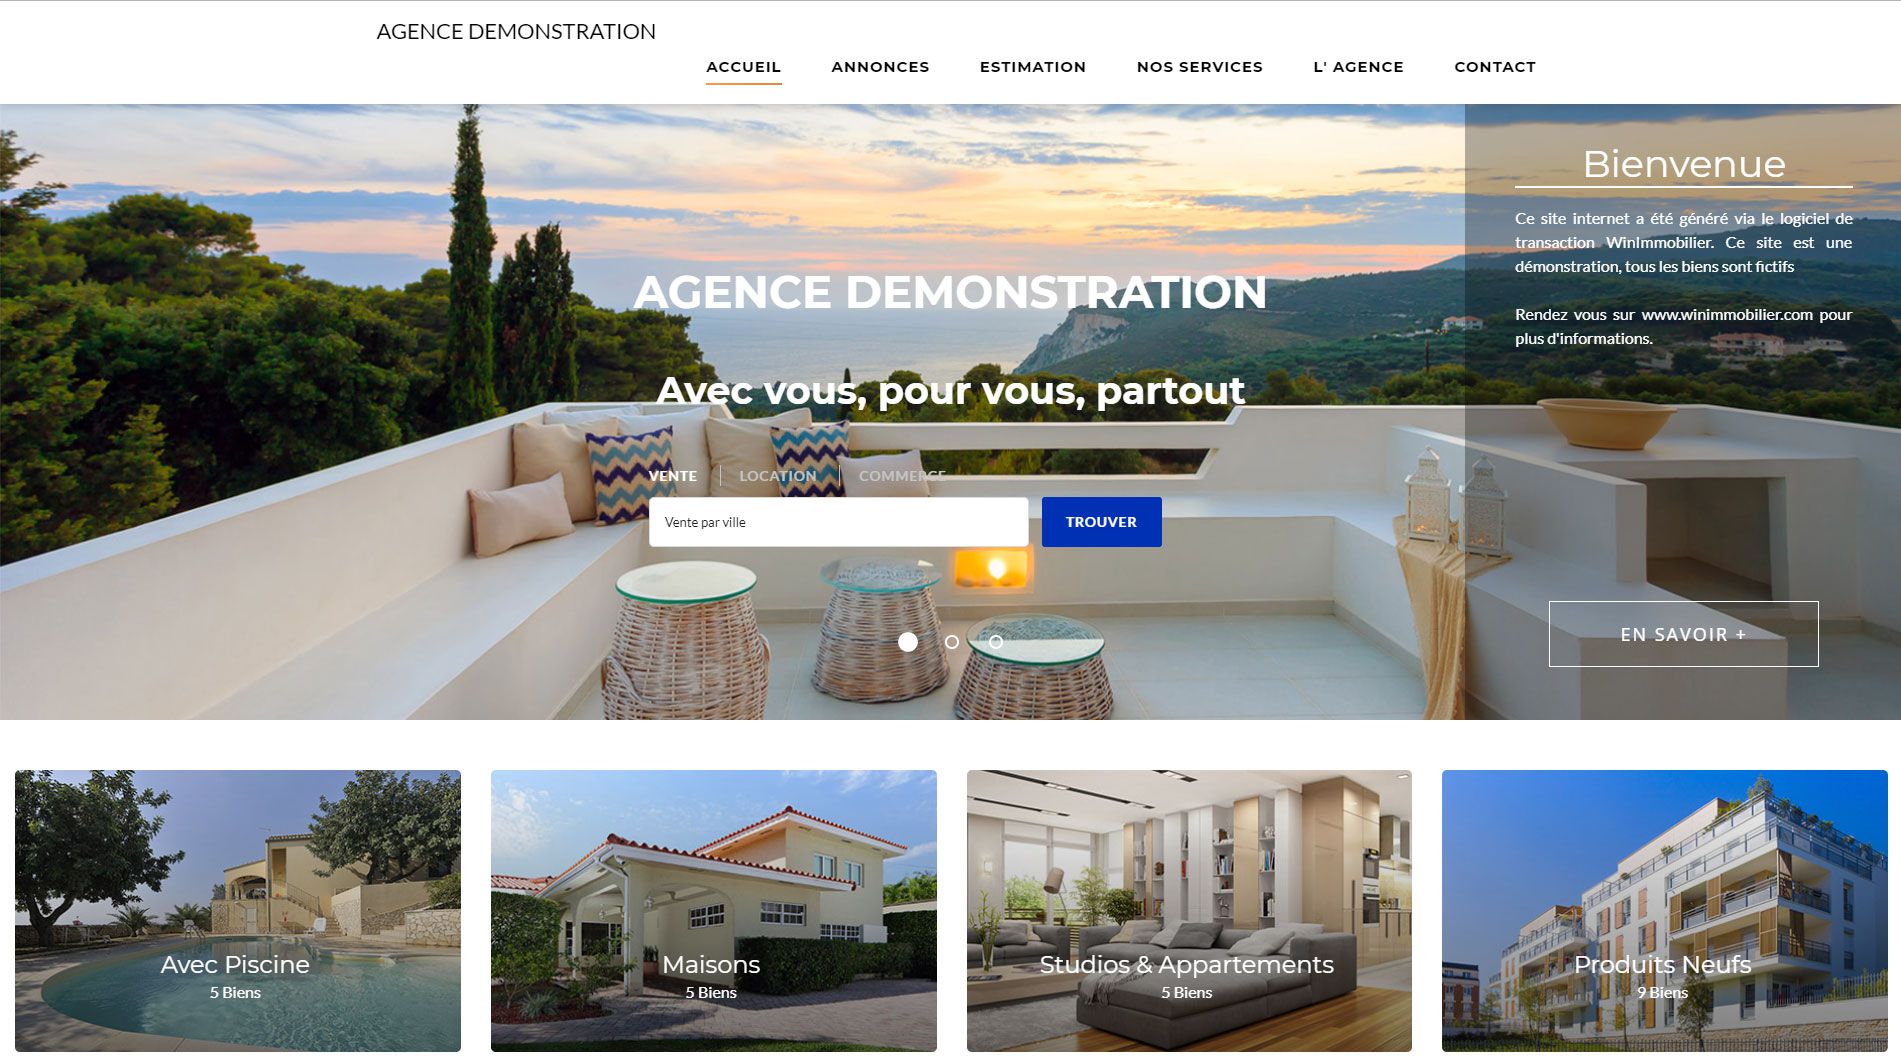 AGENCE DEMONSTRATION
ACCUEIL ANNONCES ESTIMATION NOS SERVICES L' AGENCE CONTACT
AGENCE DEMONSTRATION
Avec vous, pour vous, partout
VENTE LOCATION COMMERCE
Vente par ville TROUVER
Bienvenue
Ce site internet a été généré via le logiciel de
transaction WinImmobilier. Ce site est une
démonstration, tous les biens sont fictifs
Rendez vous sur www.winimmobilier.com pour
plus d'informations.
EN SAVOIR +
Avec Piscine
5 Biens
Maisons
5 Biens
Studios & Appartements
5 Biens
Produits Neufs
9 Biens